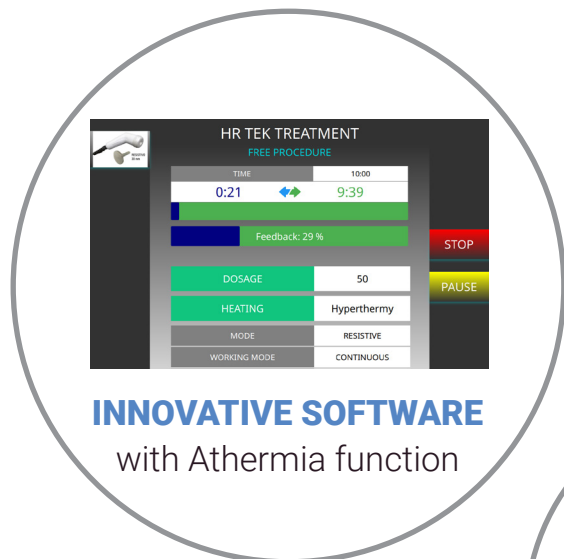 HR TEK TREATMENT
FREE PROCEDURE
TIME 10:00
0:21 9:39
Feedback: 29 %
STOP
DOSAGE 50
PAUSE
HEATING Hyperthermy
MODE RESISTIVE
WORKING MODE CONTINUOUS
INNOVATIVE SOFTWARE
with Athermia function